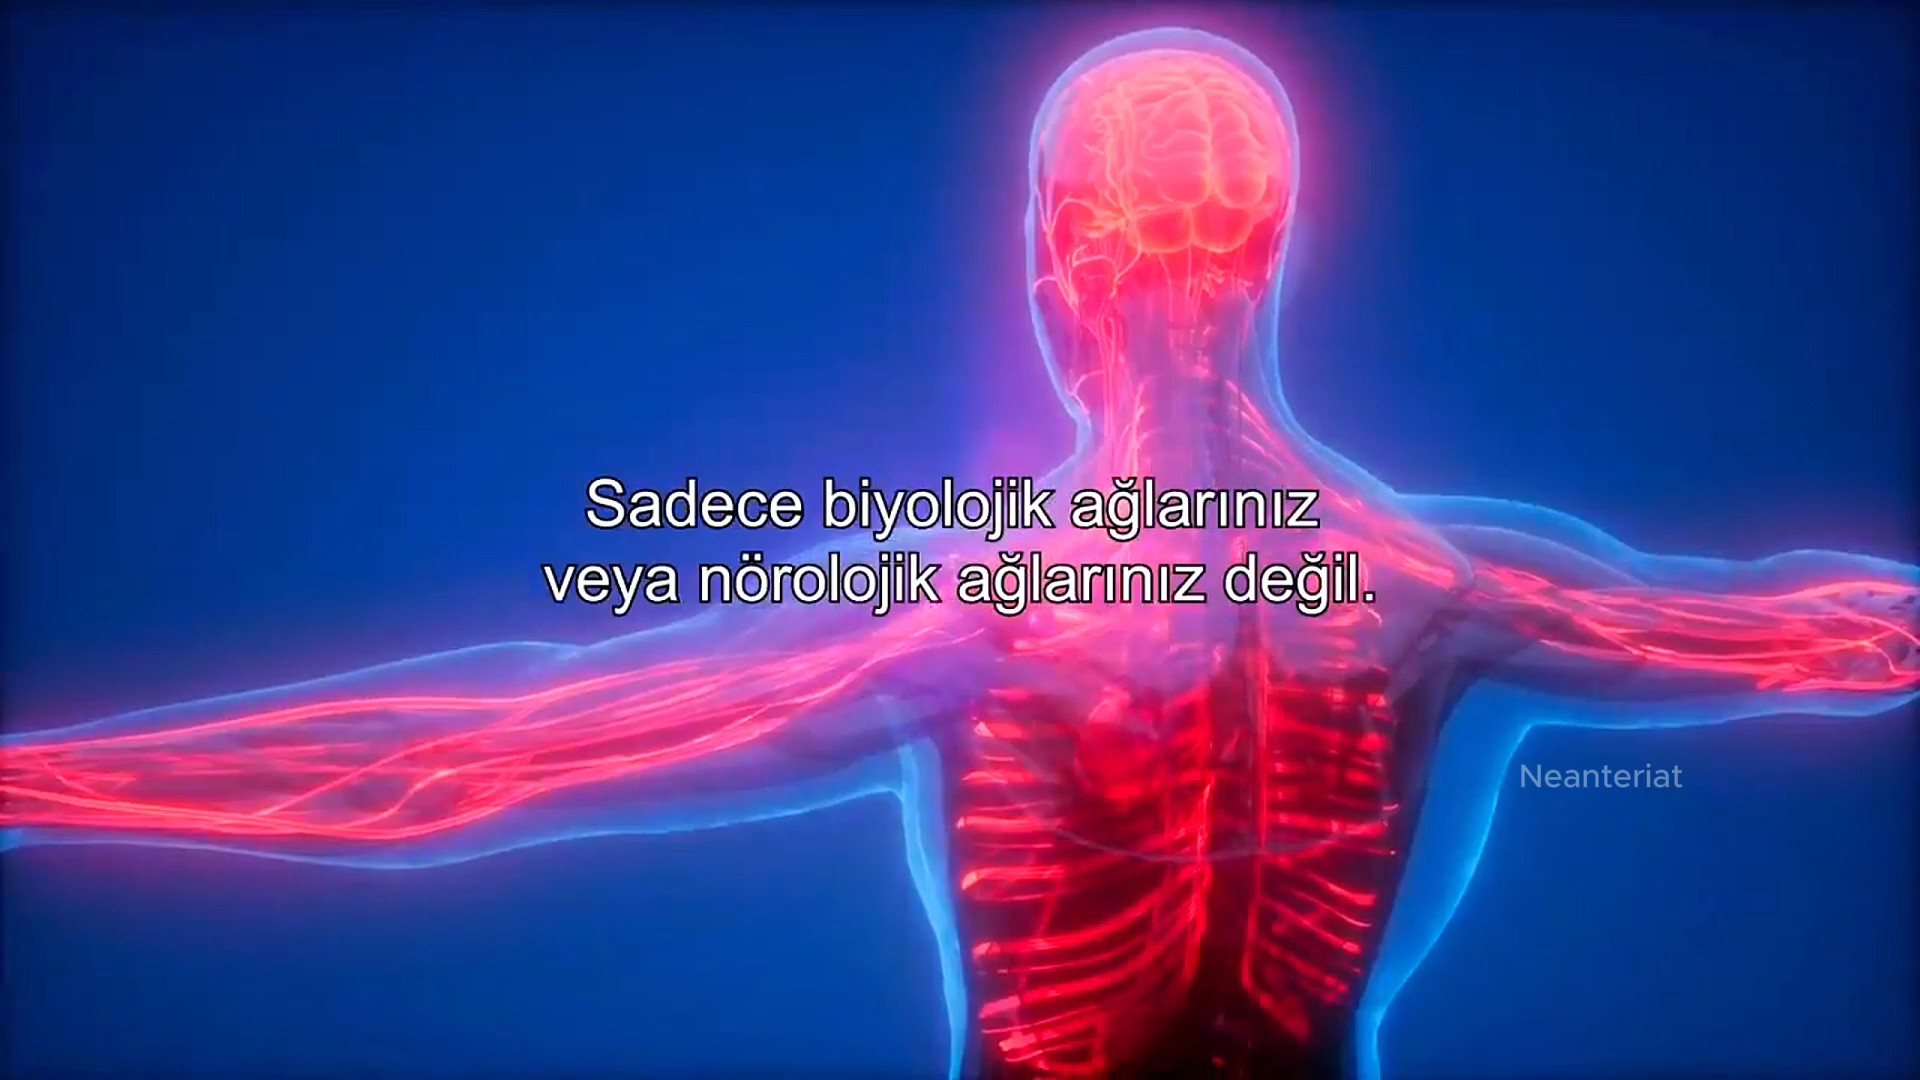 Sadece biyolojik ağlarınız
veya nörolojik ağlarınız değil.
Neanteriat